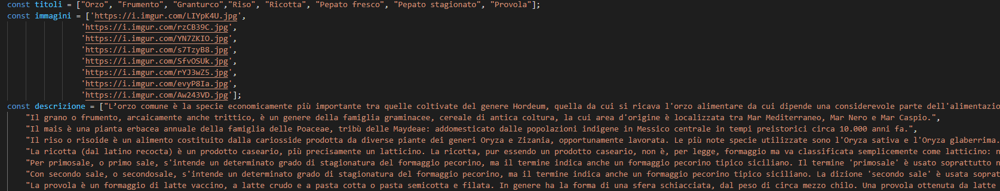 const titoli = ["Orzo", "Frumento", "Granturco","Riso", "Ricotta", "Pepato fresco", "Pepato stagionato", "Provola"];
const immagini = ['https://i.imgur.com/LIYpK4U.jpg',
'https://i.imgur.com/rzCB39C.jpg',
'https://i.imgur.com/YN7ZKIO.jpg',
'https://i.imgur.com/s7TzyB8.jpg',
'https://i.imgur.com/SfvOSUk.jpg',
'https://i.imgur.com/rYJ3wZ5.jpg',
'https://i.imgur.com/evyP8Ia.jpg',
'https://i.imgur.com/Aw243VD.jpg'];
const descrizione = ["L’orzo comune è la specie economicamente più importante tra quelle coltivate del genere Hordeum, quella da cui si ricava l'orzo alimentare da cui dipende una considerevole parte dell'alimentazio
"Il grano o frumento, arcaicamente anche trittico, è un genere della famiglia graminacee, cereale di antica coltura, la cui area d'origine è localizzata tra Mar Mediterraneo, Mar Nero e Mar Caspio.",
"Il mais è una pianta erbacea annuale della famiglia delle Poaceae, tribù delle Maydeae: addomesticato dalle popolazioni indigene in Messico centrale in tempi preistorici circa 10.000 anni fa.",
"Il riso o risoide è un alimento costituito dalla cariosside prodotta da diverse piante dei generi Oryza e Zizania, opportunamente lavorata. Le più note specie utilizzate sono l'Oryza sativa e l'Oryza glaberrima.
"La ricotta (dal latino recocta) è un prodotto caseario, più precisamente un latticino. La ricotta, pur essendo un prodotto caseario, non è, per legge, formaggio ma va classificata semplicemente come latticino: n
"Per primosale, o primo sale, s'intende un determinato grado di stagionatura del formaggio pecorino, ma il termine indica anche un formaggio pecorino tipico siciliano. Il termine 'primosale' è usato soprattutto n
"Con secondo sale, o secondosale, s'intende un determinato grado di stagionatura del formaggio pecorino, ma il termine indica anche un formaggio pecorino tipico siciliano. La dizione 'secondo sale' è usata soprat
"La provola è un formaggio di latte vaccino, a latte crudo e a pasta cotta o pasta semicotta e filata. In genere ha la forma di una sfera schiacciata, dal peso di circa mezzo chilo. Una provola ottenuta da latte